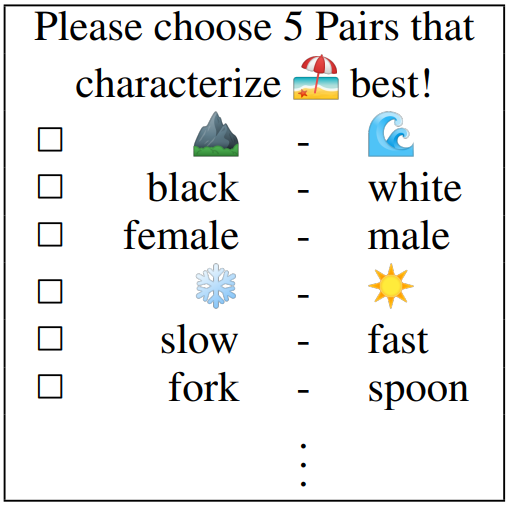 Please choose 5 Pairs that
characterize 🏖️ best!
☐ ⛰️ - 🌊
☐ black - white
☐ female - male
☐ ❄️ - ☀️
☐ slow - fast
☐ fork - spoon
⋮